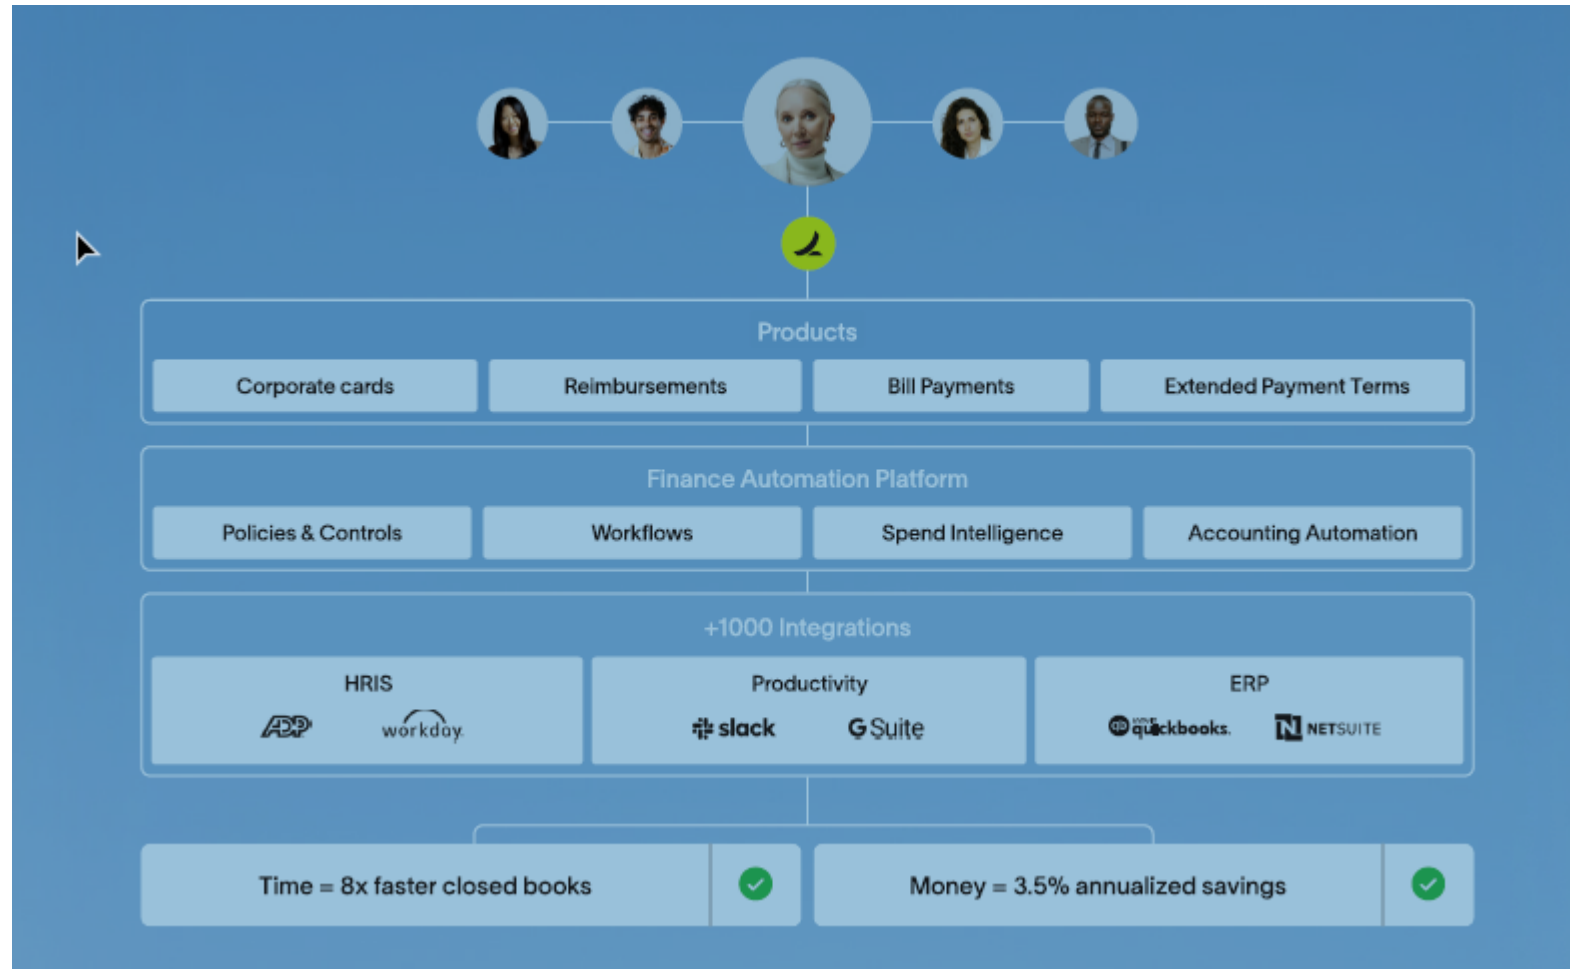 Products
Corporate cards
Reimbursements
Bill Payments
Extended Payment Terms
Finance Automation Platform
Policies & Controls
Workflows
Spend Intelligence
Accounting Automation
+1000 Integrations
HRIS
ADP
workday.
Productivity
slack
G Suite
ERP
quickbooks.
NETSUITE
Time = 8x faster closed books
Money = 3.5% annualized savings